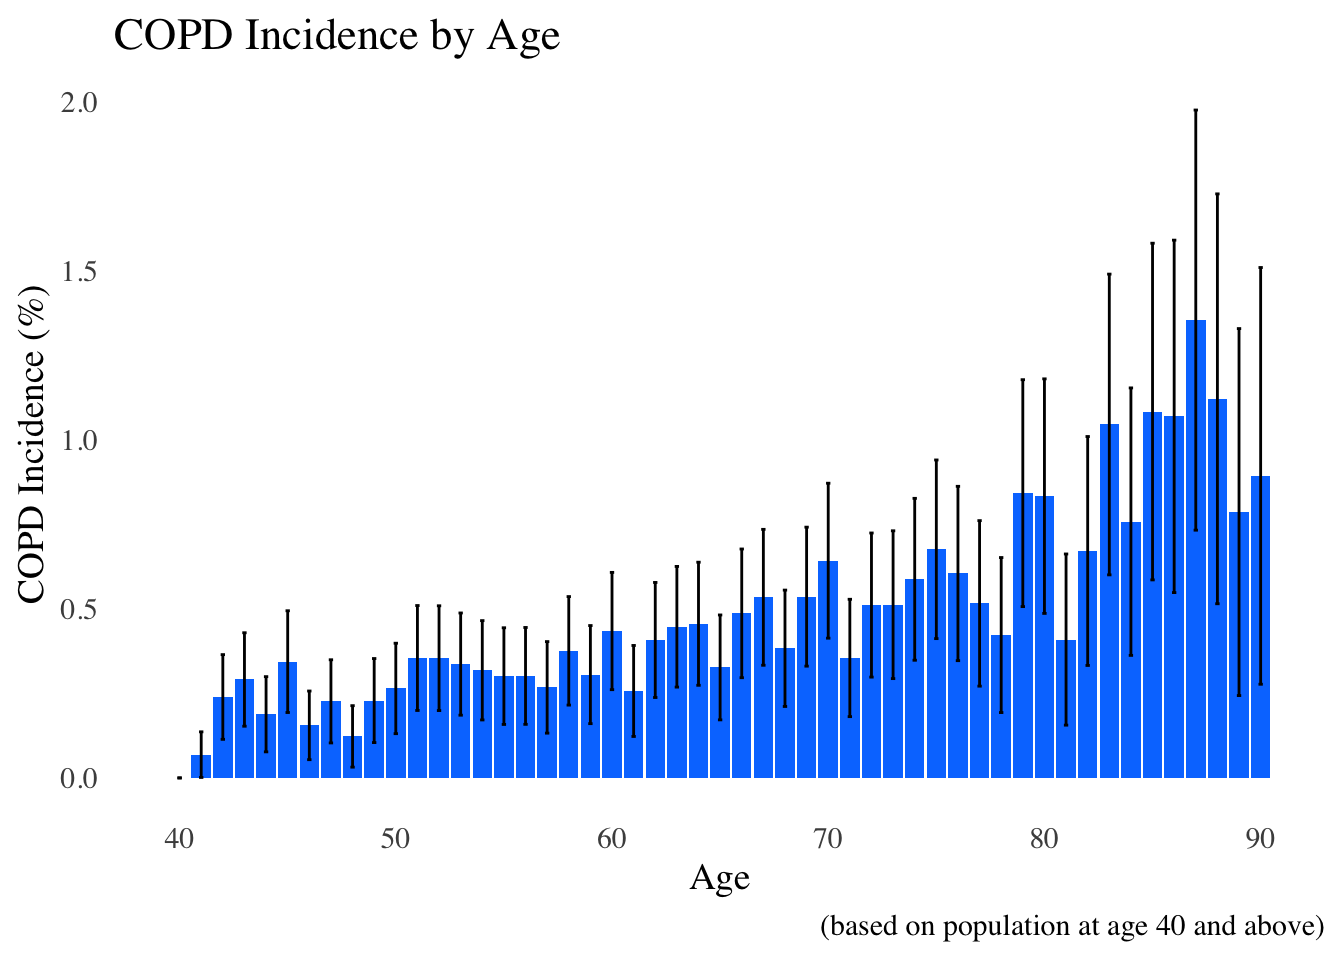 COPD Incidence by Age
2.0
1.5
1.0
0.5
0.0
COPD Incidence (%)
40 50 60 70 80 90
Age
(based on population at age 40 and above)